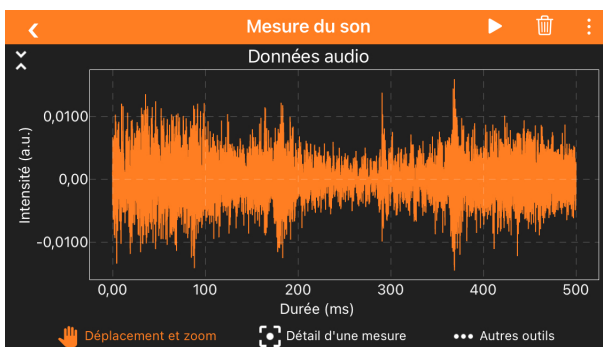 Mesure du son
Données audio
Intensité (a.u.)
0,0100
0,00
-0,0100
0,00 100 200 300 400 500
Durée (ms)
Déplacement et zoom Détail d'une mesure Autres outils